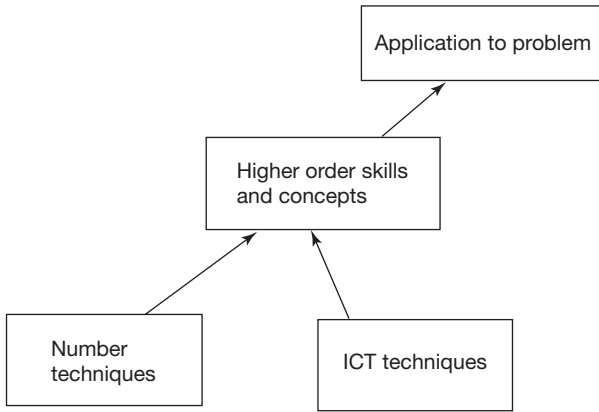 Application to problem
Higher order skills
and concepts
Number
techniques
ICT techniques